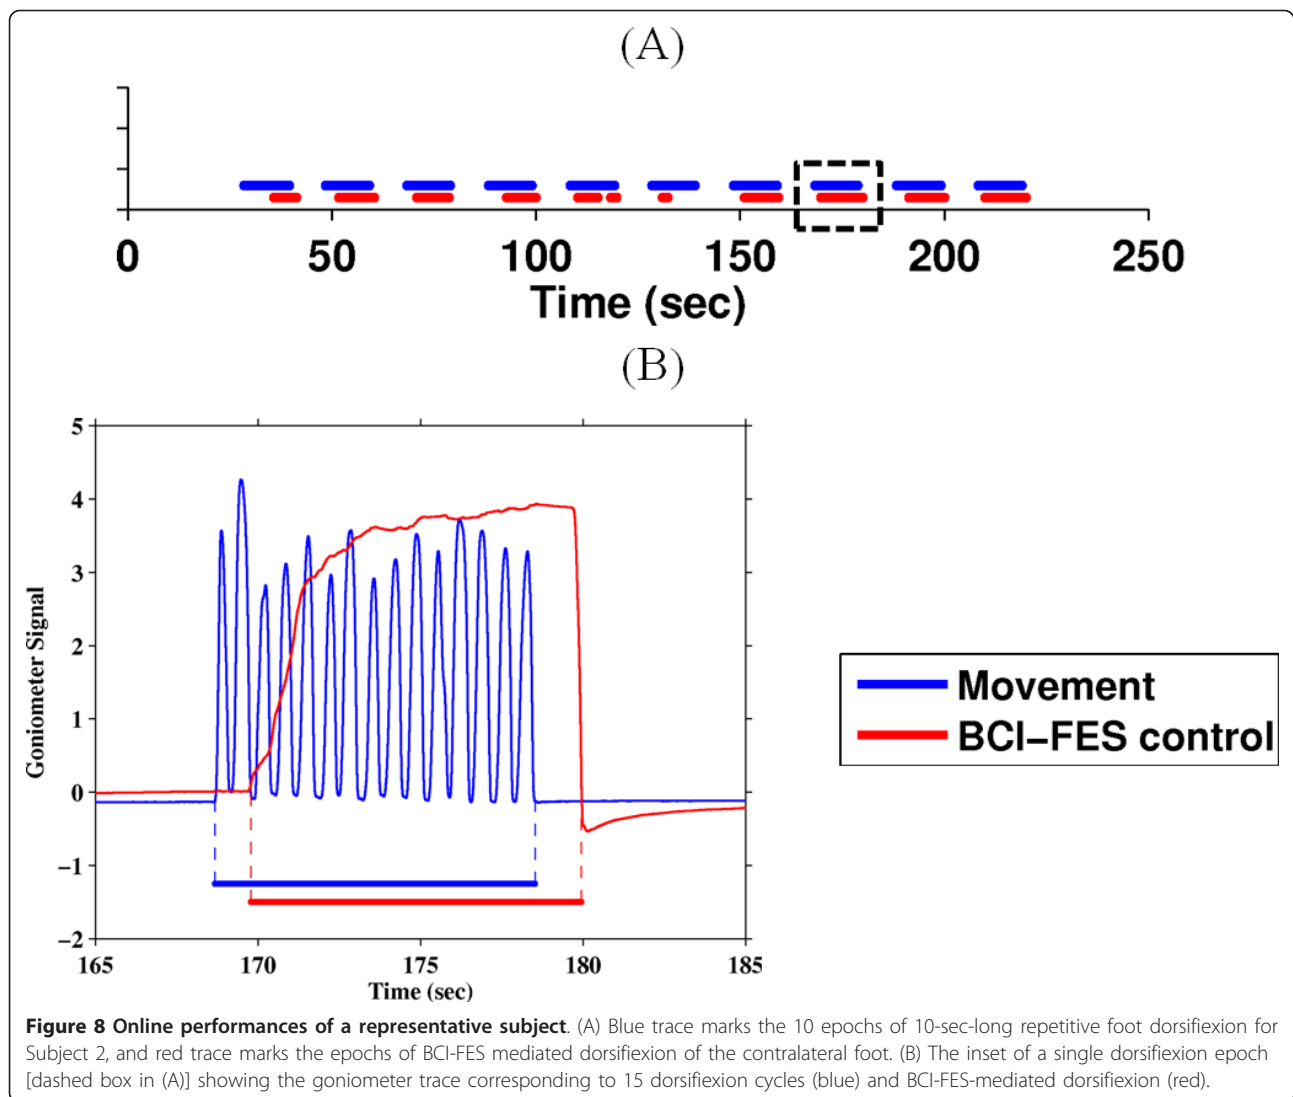 (A)
0 50 100 150 200 250
Time (sec)
(B)
5
4
3
2
1
0
−1
−2
Goniometer Signal
165 170 175 180 185
Time (sec)
Movement
BCI−FES control
Figure 8 Online performances of a representative subject. (A) Blue trace marks the 10 epochs of 10-sec-long repetitive foot dorsifiexion for
Subject 2, and red trace marks the epochs of BCI-FES mediated dorsifiexion of the contralateral foot. (B) The inset of a single dorsifiexion epoch
[dashed box in (A)] showing the goniometer trace corresponding to 15 dorsifiexion cycles (blue) and BCI-FES-mediated dorsifiexion (red).